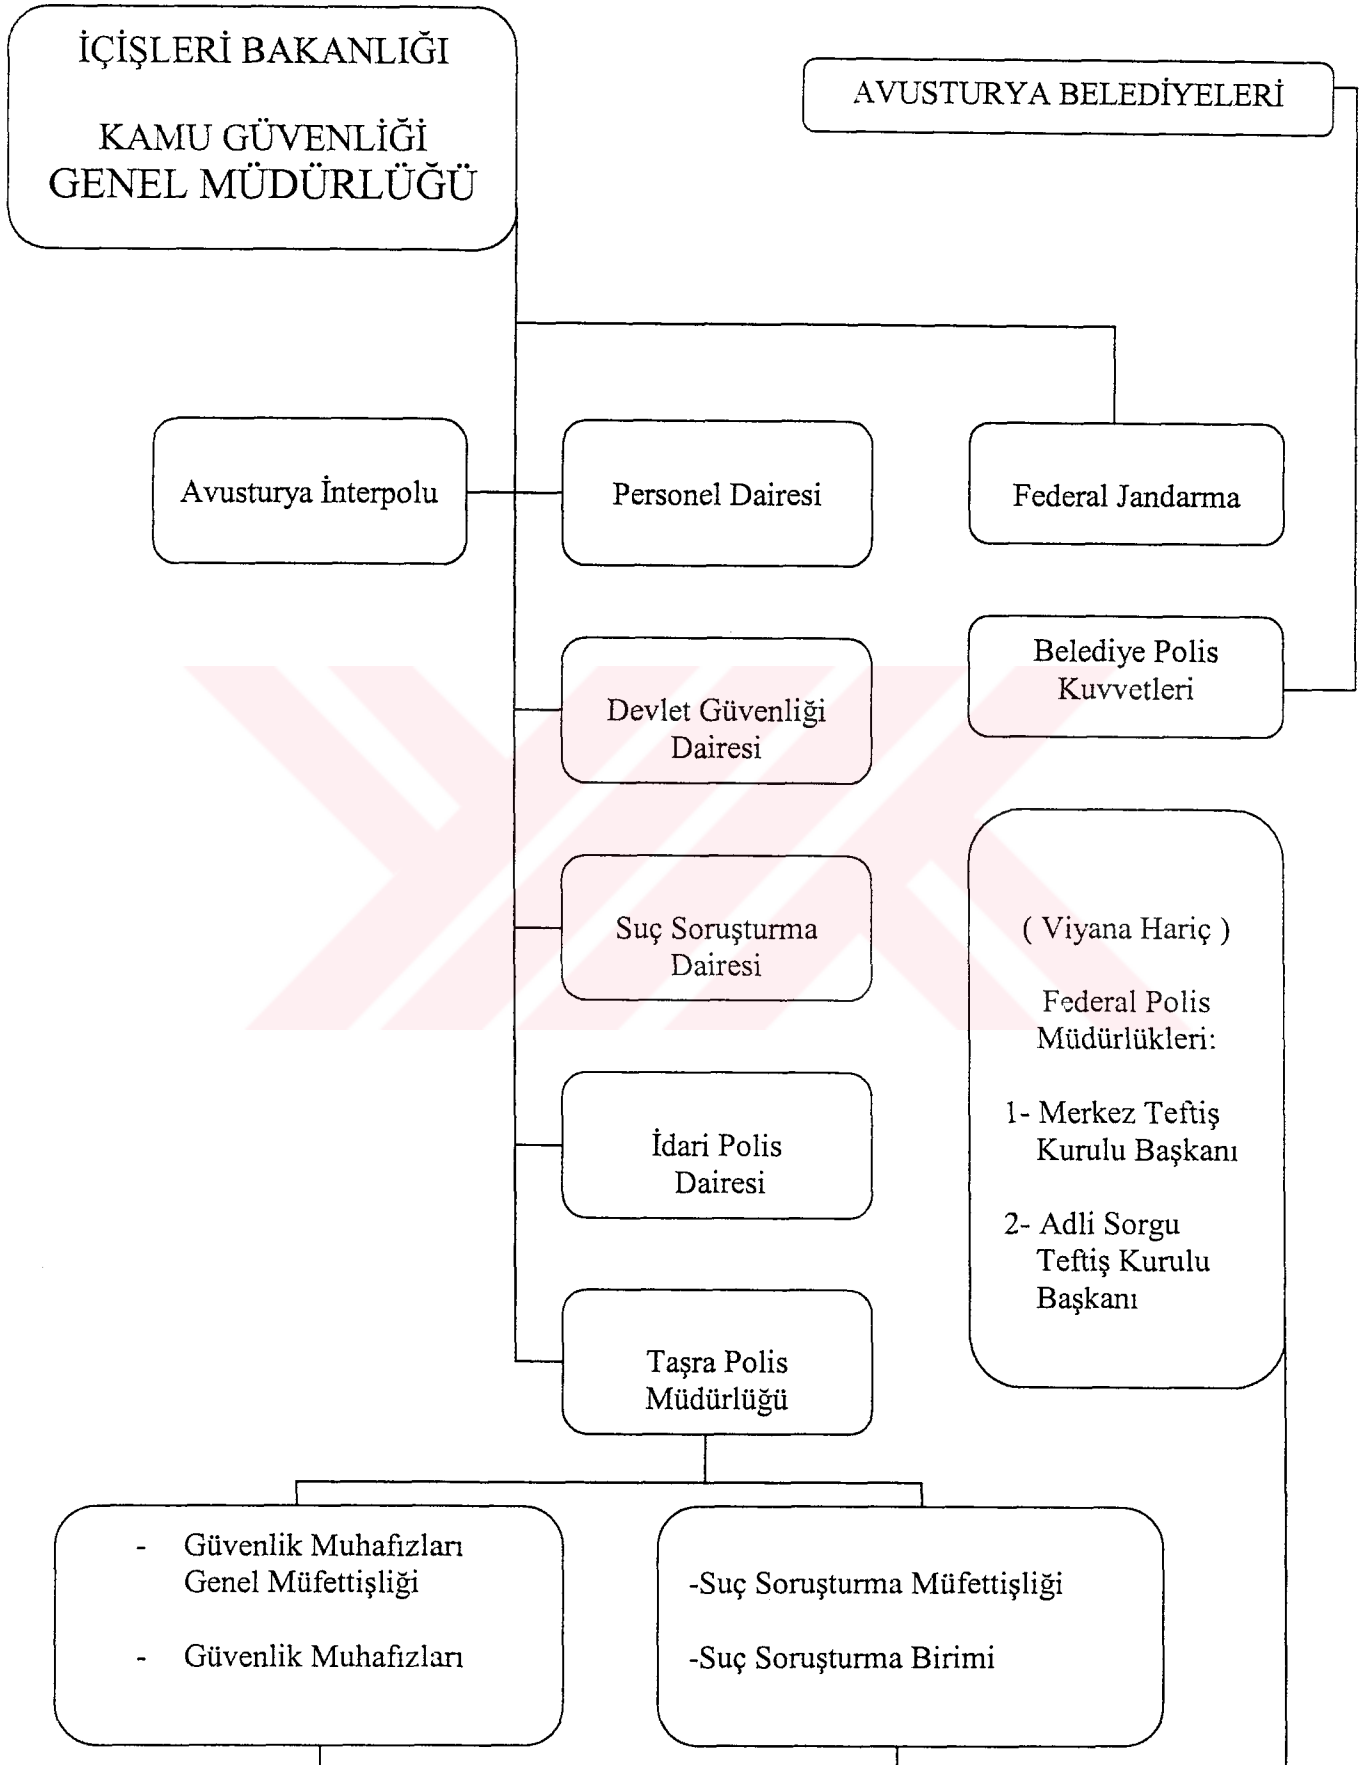 İÇİŞLERİ BAKANLIĞI
KAMU GÜVENLİĞİ
GENEL MÜDÜRLÜĞÜ
AVUSTURYA BELEDİYELERİ
Avusturya İnterpolu
Personel Dairesi
Federal Jandarma
Belediye Polis
Kuvvetleri
Devlet Güvenliği
Dairesi
Suç Soruşturma
Dairesi
( Viyana Hariç )
Federal Polis
Müdürlükleri:
1- Merkez Teftiş
Kurulu Başkanı
2- Adli Sorgu
Teftiş Kurulu
Başkanı
İdari Polis
Dairesi
Taşra Polis
Müdürlüğü
- Güvenlik Muhafızları
Genel Müfettişliği
- Güvenlik Muhafızları
-Suç Soruşturma Müfettişliği
-Suç Soruşturma Birimi